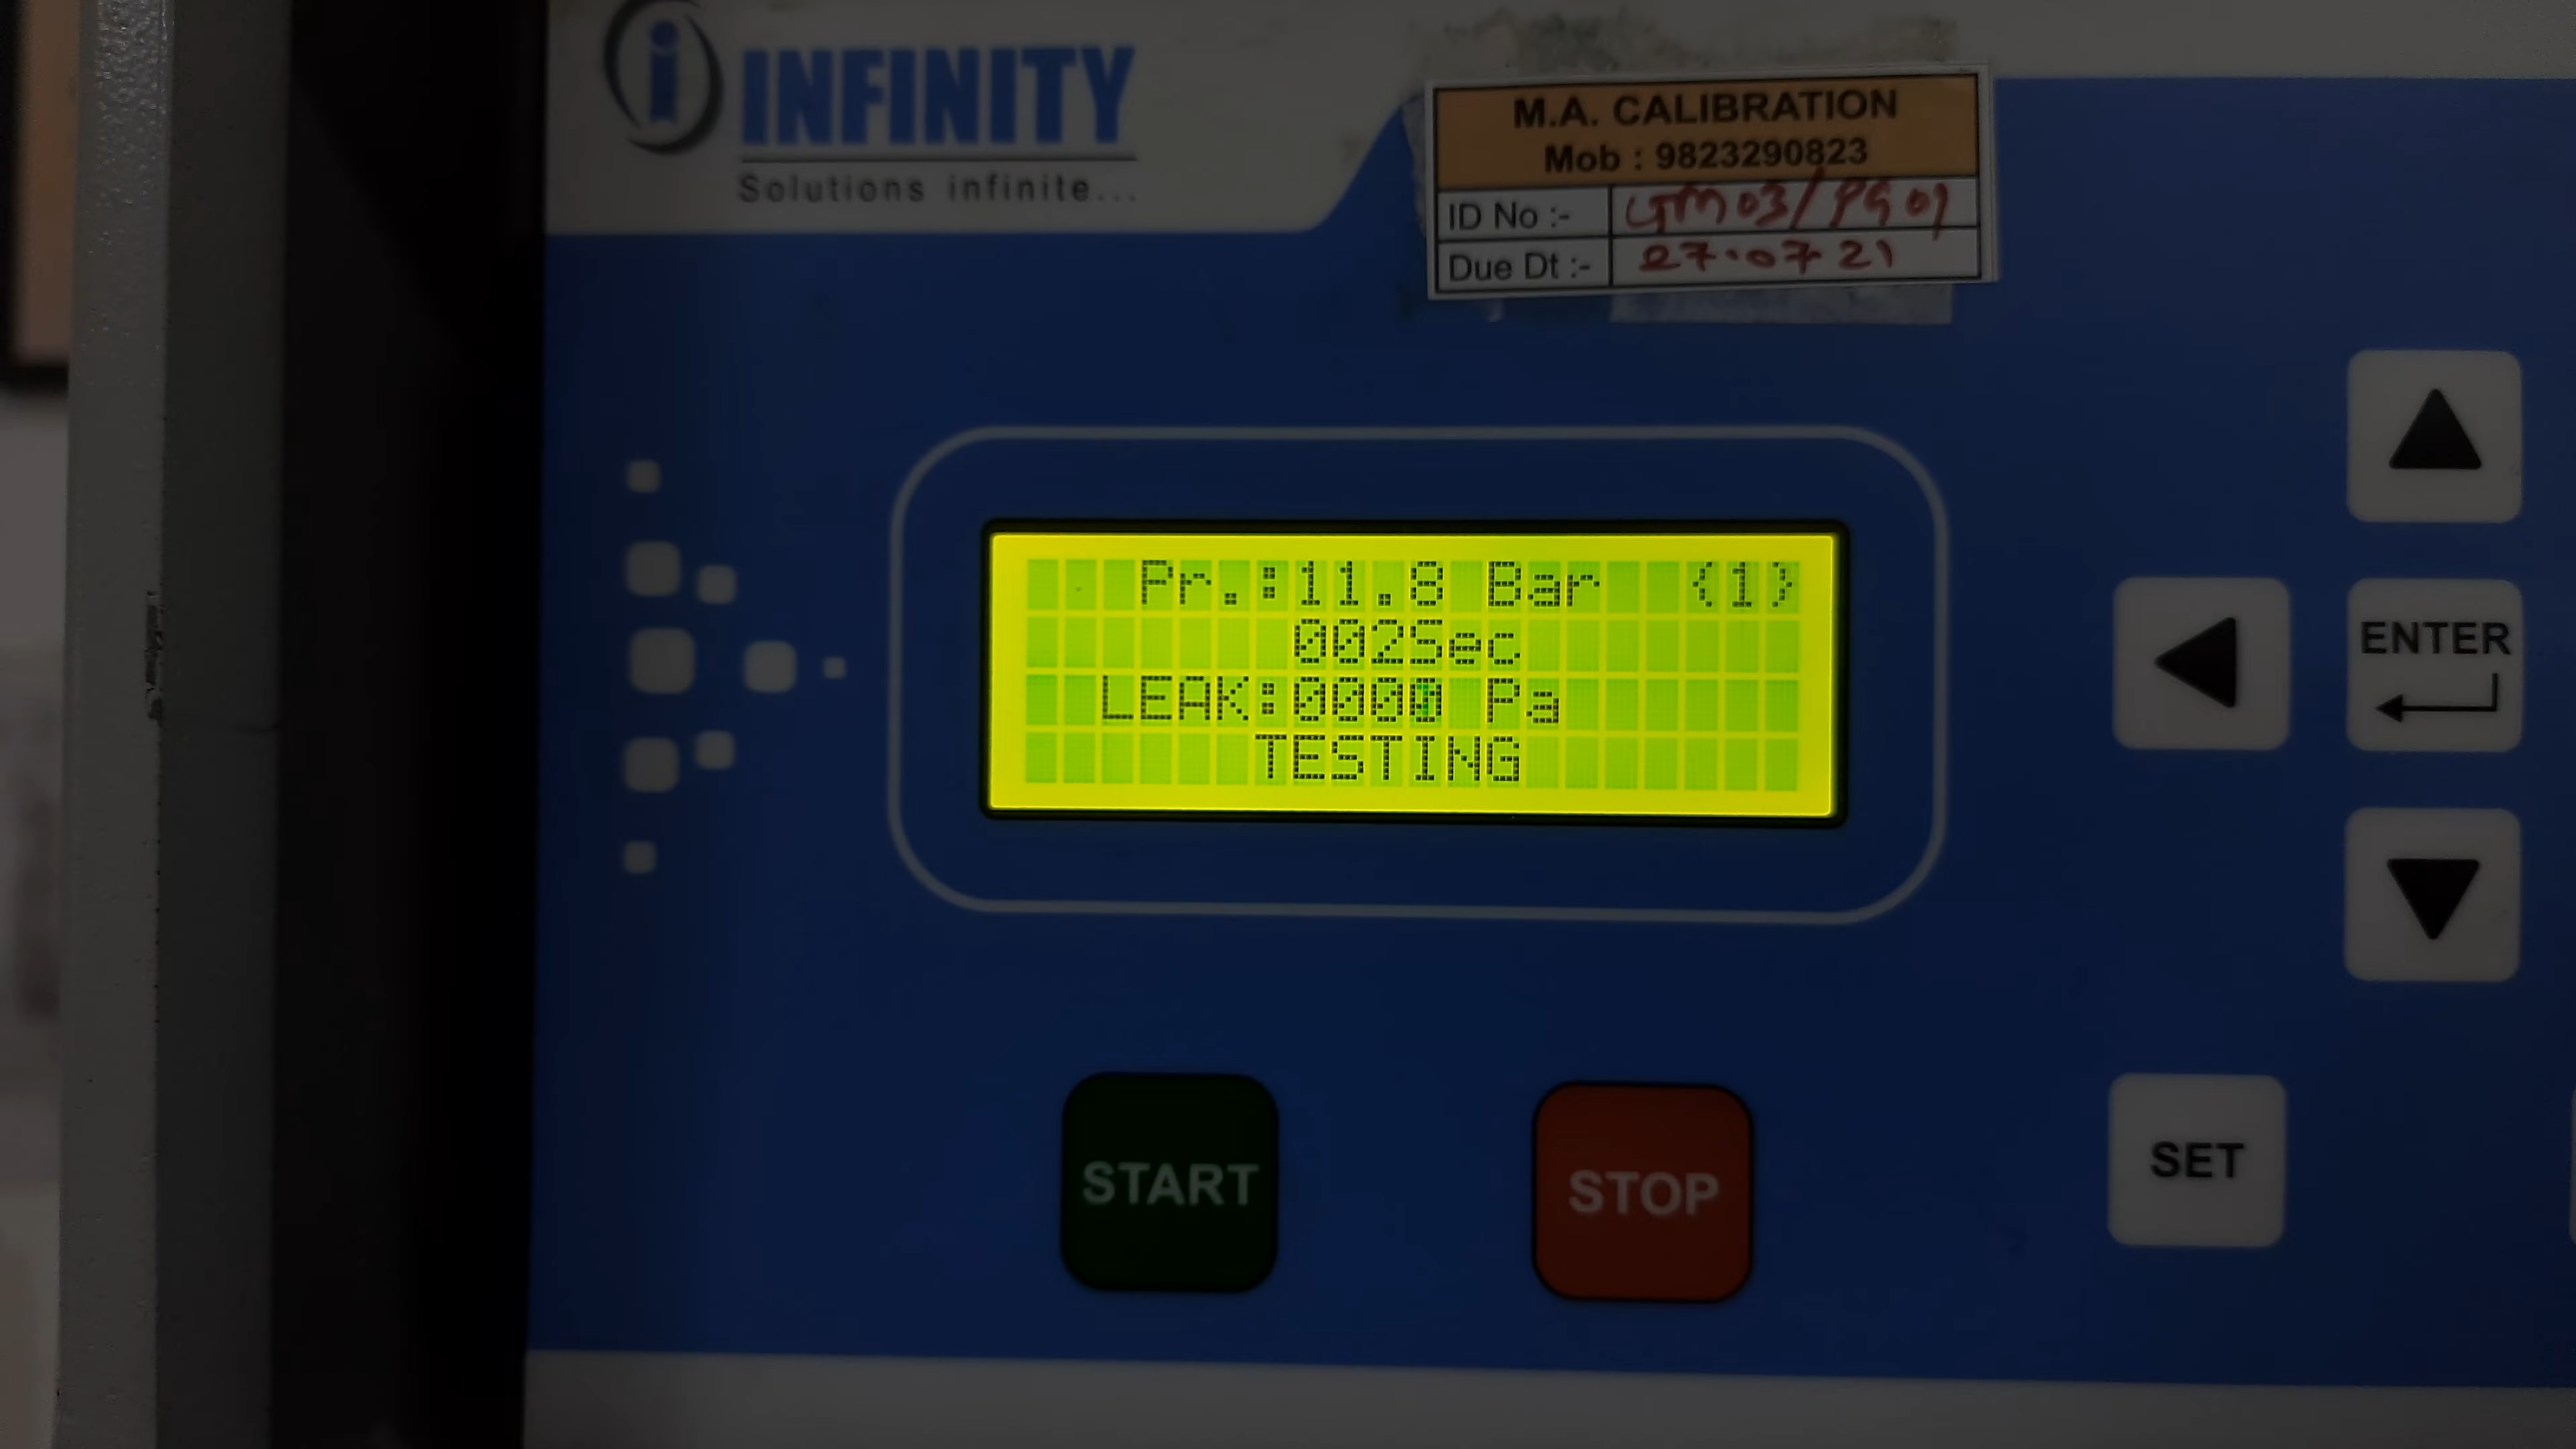 i INFINITY
Solutions infinite...
M.A. CALIBRATION
Mob : 9823290823
ID No :-
Due Dt :- 27.07 21
Pr.:11.8 Bar {1}
002Sec
LEAK:0000 Pa
TESTING
ENTER
START
STOP
SET